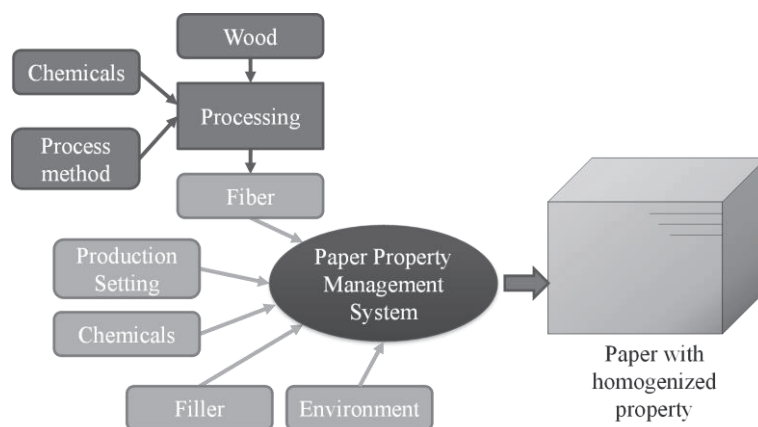 Wood
Chemicals
Processing
Process
method
Fiber
Production
Setting
Paper Property
Management
System
Chemicals
Filler
Environment
Paper with
homogenized
property